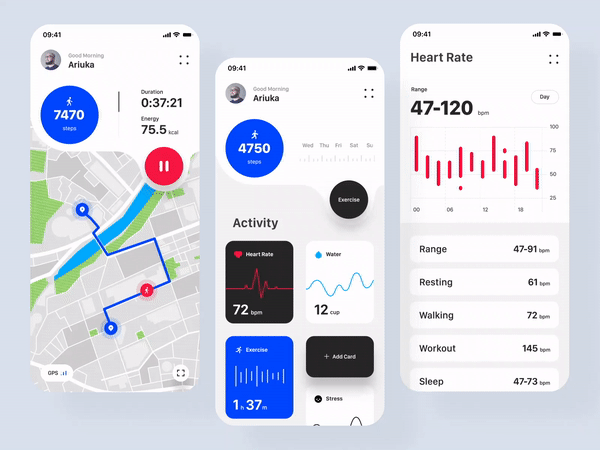 09:41
Good Morning
Ariuka
7470
steps
Duration
0:37:21
Energy
75.5 kcal
GPS
09:41
Good Morning
Ariuka
4750
steps
Wed Thu Fri Sat Su
Exercise
Activity
Heart Rate
72 bpm
Water
12 cup
Exercise
1 h 37 m
+ Add Card
Stress
09:41
Heart Rate
Range
47-120 bpm
Day
100
75
50
25
00 06 12 18
Range 47-91 bpm
Resting 61 bpm
Walking 72 bpm
Workout 145 bpm
Sleep 47-73 bpm